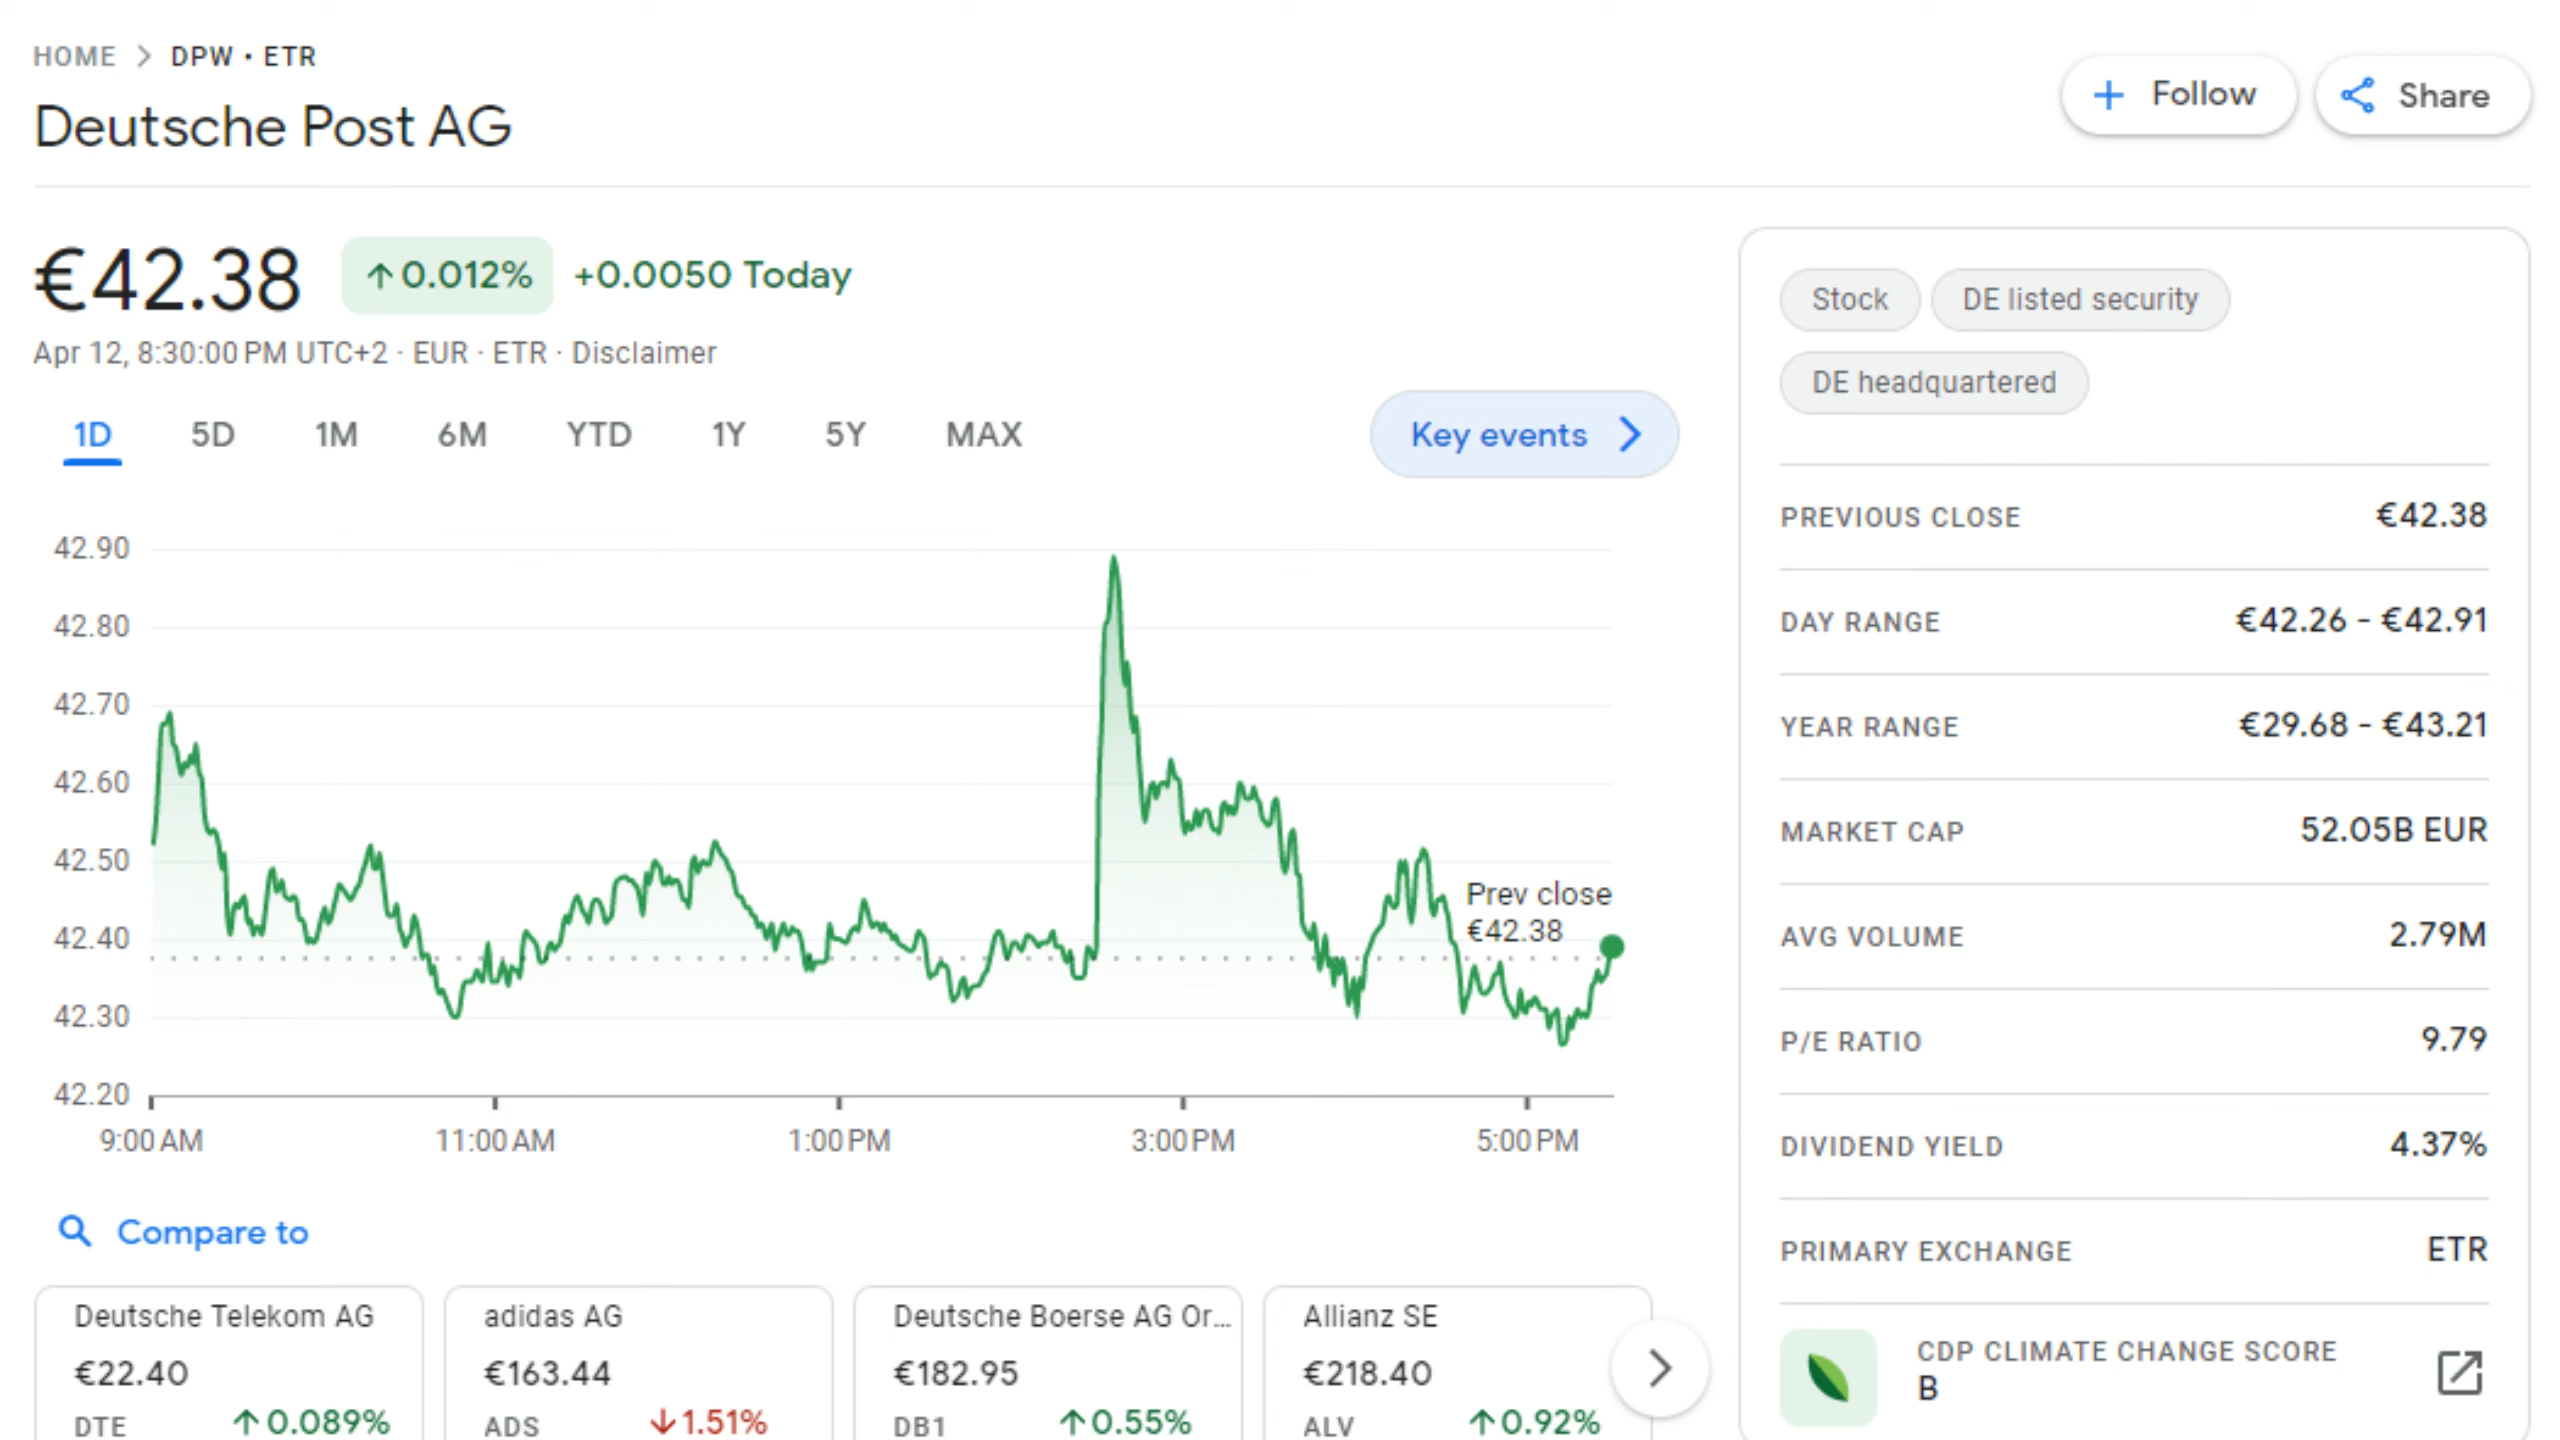 HOME > DPW • ETR
Deutsche Post AG
Follow
Share
€42.38 ↑0.012% +0.0050 Today
Apr 12, 8:30:00 PM UTC+2 · EUR · ETR · Disclaimer
1D 5D 1M 6M YTD 1Y 5Y MAX
Key events >
42.90
42.80
42.70
42.60
42.50
42.40
42.30
42.20
Prev close
€42.38
9:00 AM 11:00 AM 1:00 PM 3:00 PM 5:00 PM
Compare to
Deutsche Telekom AG
€22.40
DTE ↑0.089%
adidas AG
€163.44
ADS ↓1.51%
Deutsche Boerse AG Or...
€182.95
DB1 ↑0.55%
Allianz SE
€218.40
ALV ↑0.92%
Stock
DE listed security
DE headquartered
PREVIOUS CLOSE €42.38
DAY RANGE €42.26 - €42.91
YEAR RANGE €29.68 - €43.21
MARKET CAP 52.05B EUR
AVG VOLUME 2.79M
P/E RATIO 9.79
DIVIDEND YIELD 4.37%
PRIMARY EXCHANGE ETR
CDP CLIMATE CHANGE SCORE
B